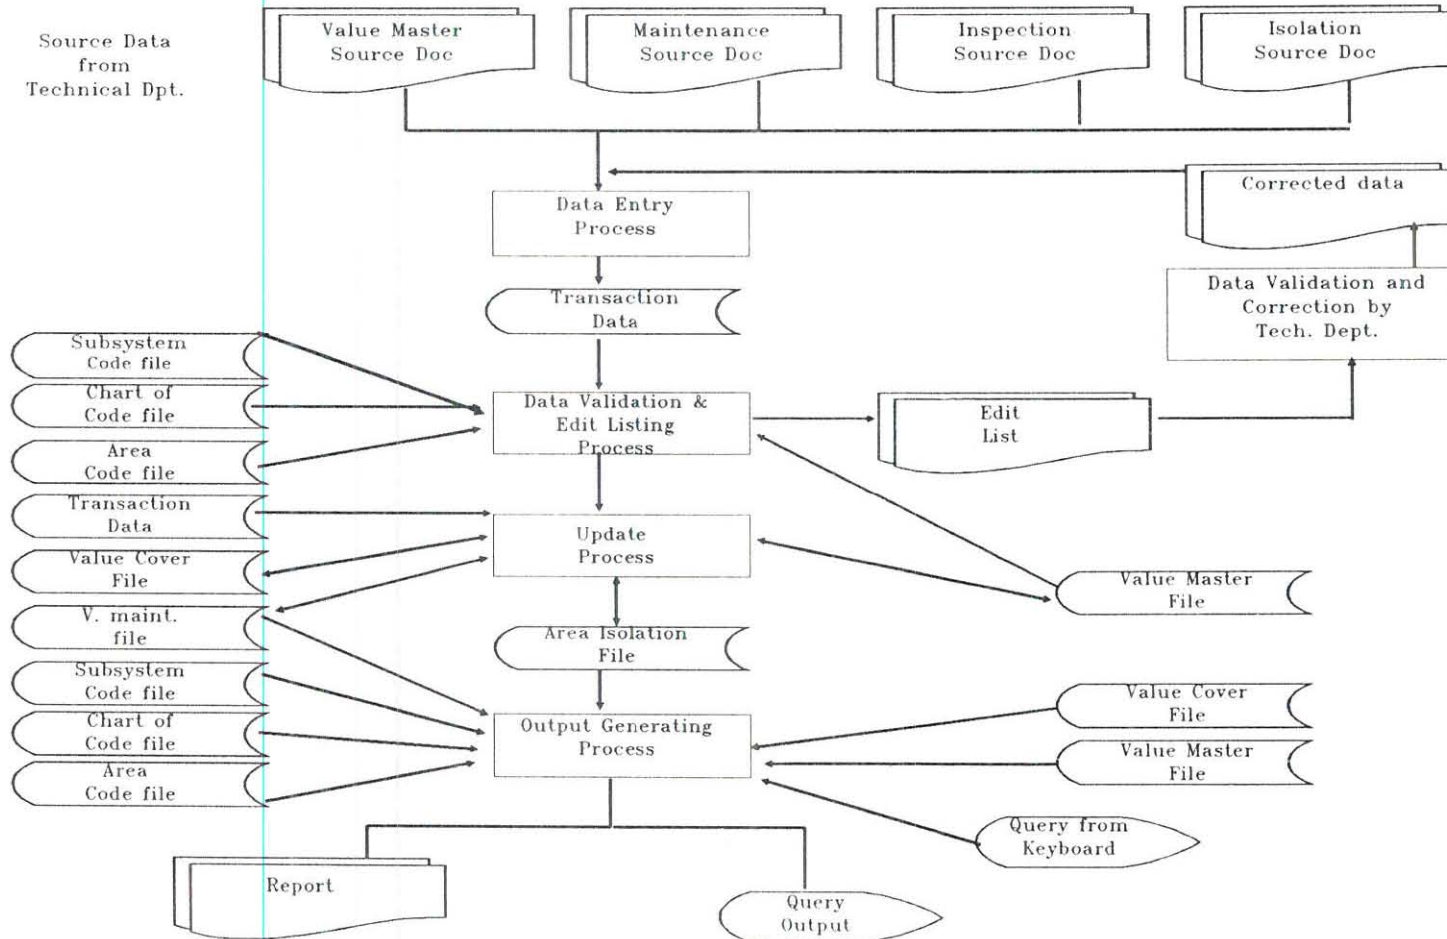 Source Data
from
Technical Dpt.
Value Master
Source Doc
Maintenance
Source Doc
Inspection
Source Doc
Isolation
Source Doc
Corrected data
Data Entry
Process
Data Validation and
Correction by
Tech. Dept.
Transaction
Data
Subsystem
Code file
Chart of
Code file
Data Validation &
Edit Listing
Process
Edit
List
Area
Code file
Transaction
Data
Update
Process
Value Cover
File
Value Master
File
V. maint.
file
Area Isolation
File
Subsystem
Code file
Value Cover
File
Chart of
Code file
Output Generating
Process
Value Master
File
Area
Code file
Query from
Keyboard
Report
Query
Output